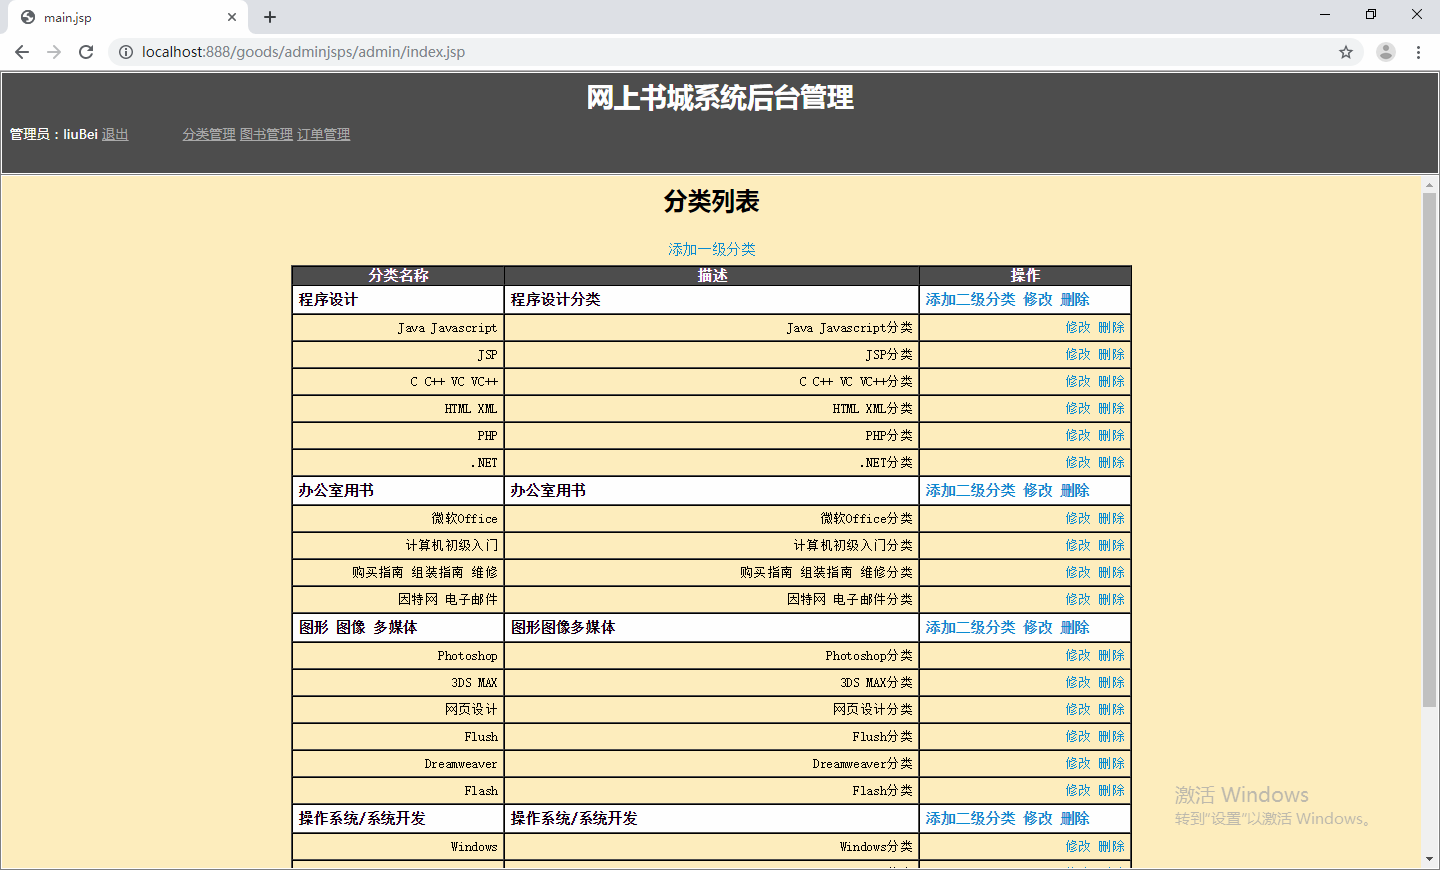 main.jsp
localhost:888/goods/adminjsps/admin/index.jsp
网上书城系统后台管理
管理员：liuBei 退出 分类管理 图书管理 订单管理
分类列表
添加一级分类
分类名称 描述 操作
程序设计 程序设计分类 添加二级分类 修改 删除
Java Javascript Java Javascript分类 修改 删除
JSP JSP分类 修改 删除
C C++ VC VC++ C C++ VC VC++分类 修改 删除
HTML XML HTML XML分类 修改 删除
PHP PHP分类 修改 删除
.NET .NET分类 修改 删除
办公室用书 办公室用书 添加二级分类 修改 删除
微软Office 微软Office分类 修改 删除
计算机初级入门 计算机初级入门分类 修改 删除
购买指南 组装指南 维修 购买指南 组装指南 维修分类 修改 删除
因特网 电子邮件 因特网 电子邮件分类 修改 删除
图形 图像 多媒体 图形图像多媒体 添加二级分类 修改 删除
Photoshop Photoshop分类 修改 删除
3DS MAX 3DS MAX分类 修改 删除
网页设计 网页设计分类 修改 删除
Flush Flush分类 修改 删除
Dreamweaver Dreamweaver分类 修改 删除
Flash Flash分类 修改 删除
操作系统/系统开发 操作系统/系统开发 添加二级分类 修改 删除
Windows Windows分类 修改 删除
激活 Windows
转到"设置"以激活 Windows。